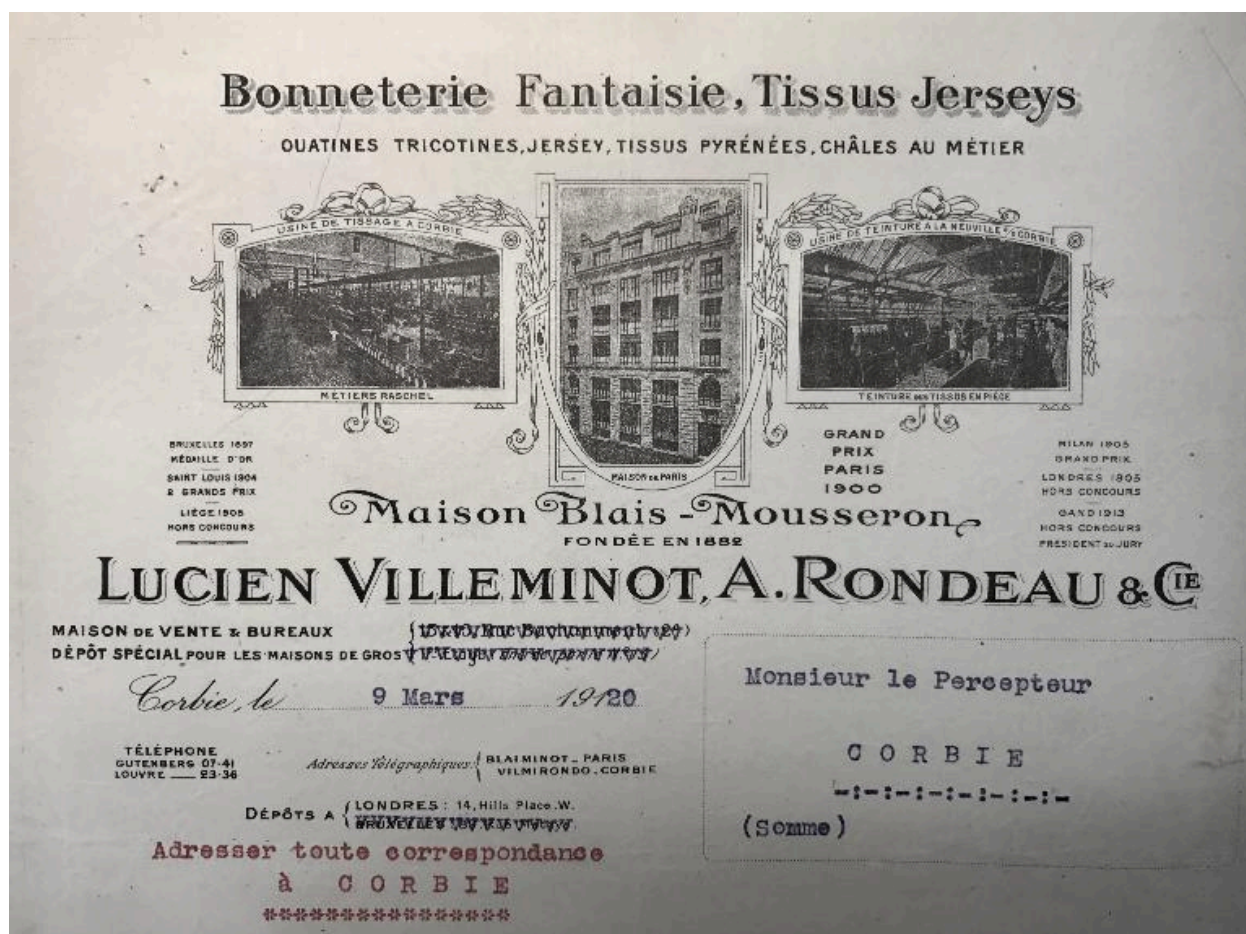 Bonneterie Fantaisie, Tissus Jerseys
OUATINES TRICOTINES, JERSEY, TISSUS PYRÉNÉES, CHÂLES AU MÉTIER
USINE DE TISSAGE A CORBIE
MÉTIERS RASCHEL
MAISON DE PARIS
USINE DE TEINTURE A LA NEUVILLE S/S CORBIE
TEINTURE DES TISSUS EN PIÈCE
BRUXELLES 1897
MÉDAILLE D'OR
SAINT LOUIS 1904
2 GRANDS PRIX
LIÈGE 1905
HORS CONCOURS
GRAND
PRIX
PARIS
1900
MILAN 1905
GRAND PRIX
LONDRES 1905
HORS CONCOURS
GAND 1913
HORS CONCOURS
PRÉSIDENT DU JURY
Maison Blais-Mousseron
FONDÉE EN 1882
LUCIEN VILLEMINOT, A. RONDEAU & CIE
MAISON DE VENTE & BUREAUX
DÉPÔT SPÉCIAL POUR LES MAISONS DE GROS
Corbie, le 9 Mars 1920
TÉLÉPHONE
GUTENBERG 07-41
LOUVRE 23-36
Adresses Télégraphiques:
BLAIMINOT - PARIS
VILMIRONDO - CORBIE
DÉPÔTS A
LONDRES: 14, Hills Place. W.
BRUXELLES
Adresser toute correspondance
à CORBIE
****************
Monsieur le Percepteur
CORBIE
-:-:-:-:-:-:-:-
(Somme)